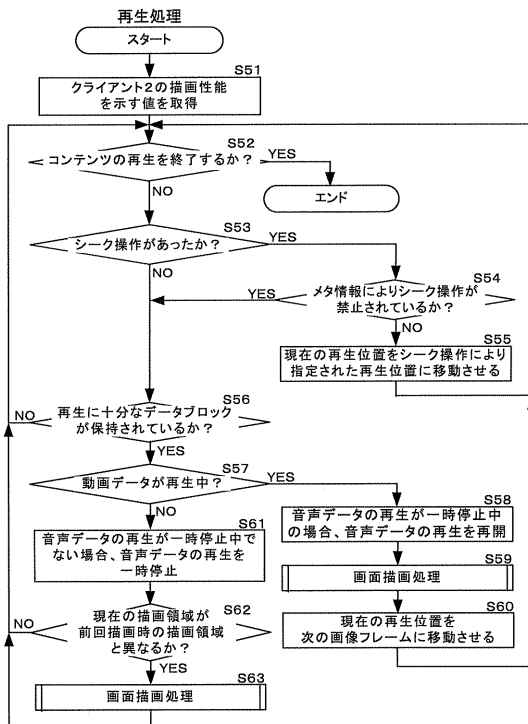 再生処理
スタート
S51
クライアント2の描画性能
を示す値を取得
S52
コンテンツの再生を終了するか？
YES
NO
エンド
S53
シーク操作があったか？
YES
NO
S54
メタ情報によりシーク操作が
禁止されているか？
YES
NO
S55
現在の再生位置をシーク操作により
指定された再生位置に移動させる
S56
再生に十分なデータブロック
が保持されているか？
NO
YES
S57
動画データが再生中？
YES
NO
S58
音声データの再生が一時停止中
の場合、音声データの再生を再開
S59
画面描画処理
S60
現在の再生位置を
次の画像フレームに移動させる
S61
音声データの再生が一時停止中で
ない場合、音声データの再生を
一時停止
S62
現在の描画領域が
前回描画時の描画領域
と異なるか？
NO
YES
S63
画面描画処理